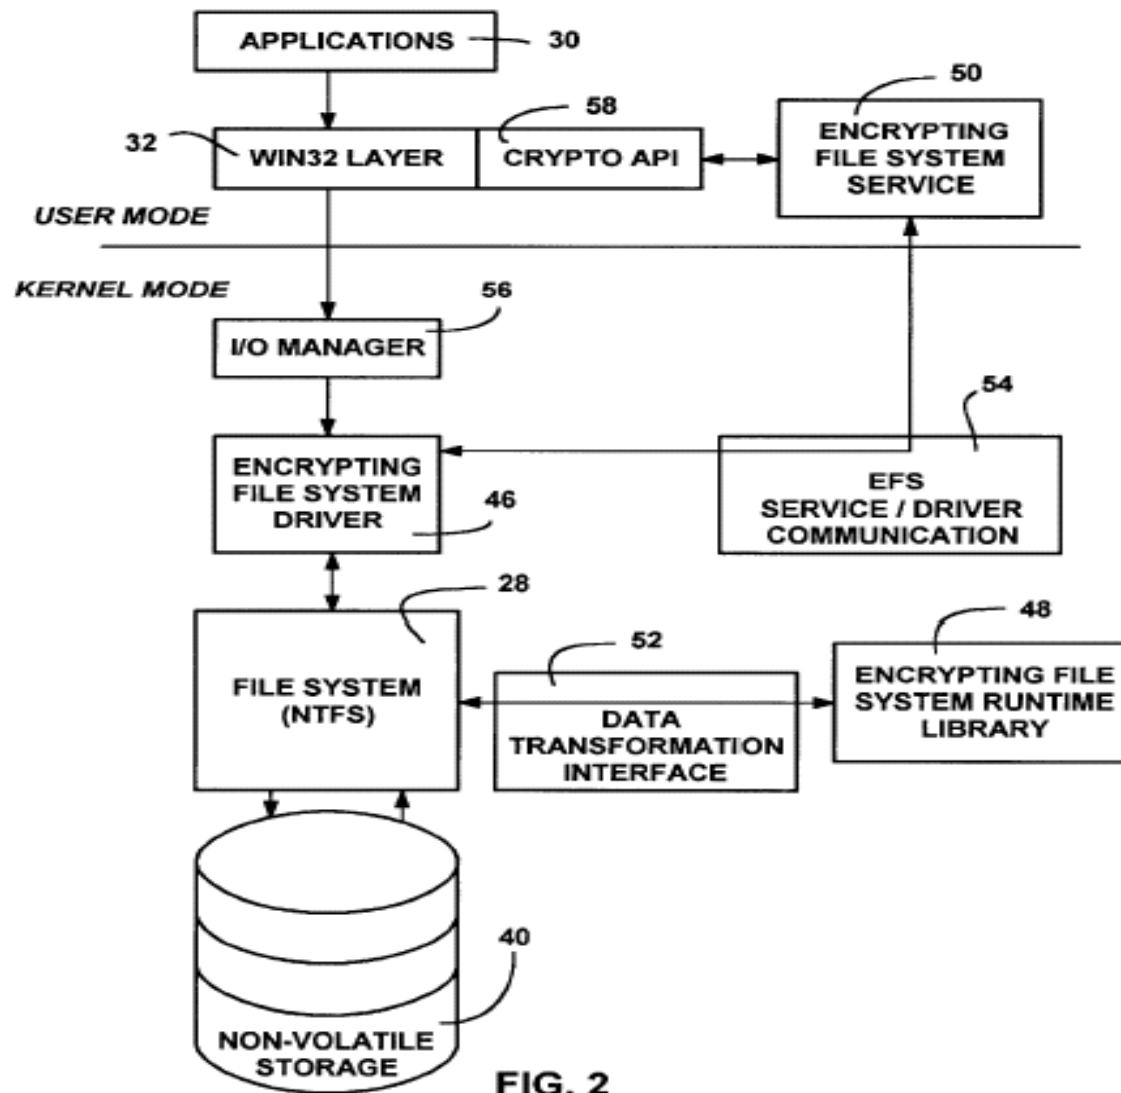 APPLICATIONS
30
50
58
32
WIN32 LAYER
CRYPTO API
ENCRYPTING
FILE SYSTEM
SERVICE
USER MODE
KERNEL MODE
56
I/O MANAGER
54
ENCRYPTING
FILE SYSTEM
DRIVER
46
EFS
SERVICE / DRIVER
COMMUNICATION
28
52
48
FILE SYSTEM
(NTFS)
DATA
TRANSFORMATION
INTERFACE
ENCRYPTING FILE
SYSTEM RUNTIME
LIBRARY
40
NON-VOLATILE
STORAGE
FIG. 2